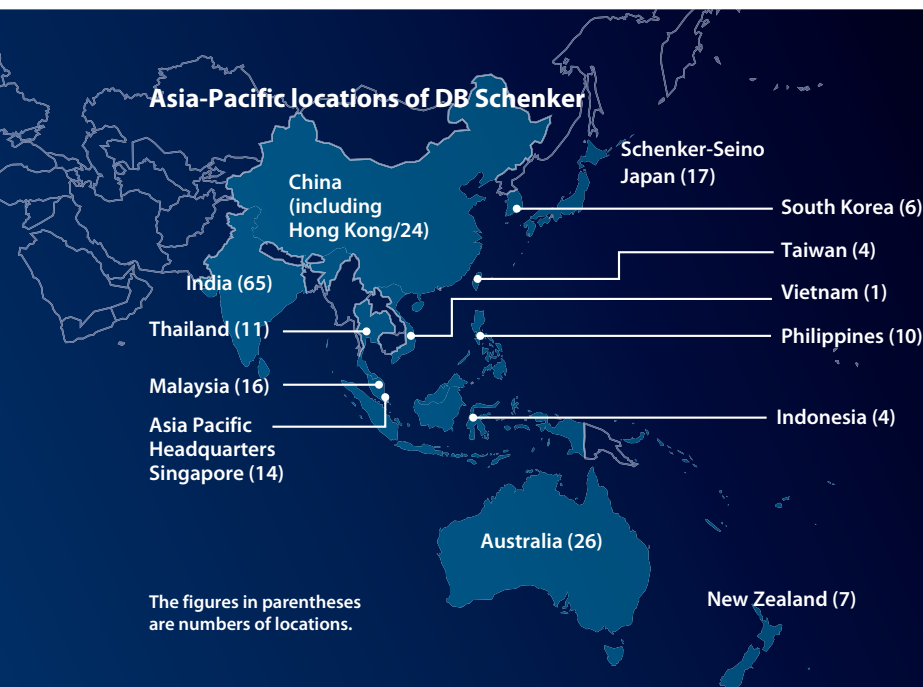 Asia-Pacific locations of DB Schenker
Schenker-Seino
Japan (17)
China
(including
Hong Kong/24)
South Korea (6)
Taiwan (4)
India (65)
Vietnam (1)
Thailand (11)
Philippines (10)
Malaysia (16)
Asia Pacific
Headquarters
Singapore (14)
Indonesia (4)
Australia (26)
The figures in parentheses
are numbers of locations.
New Zealand (7)